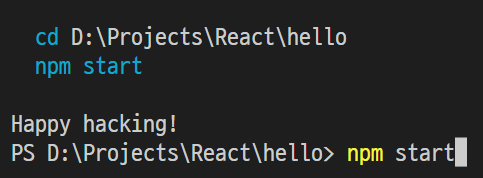 cd D:\Projects\React\hello
npm start
Happy hacking!
PS D:\Projects\React\hello> npm start